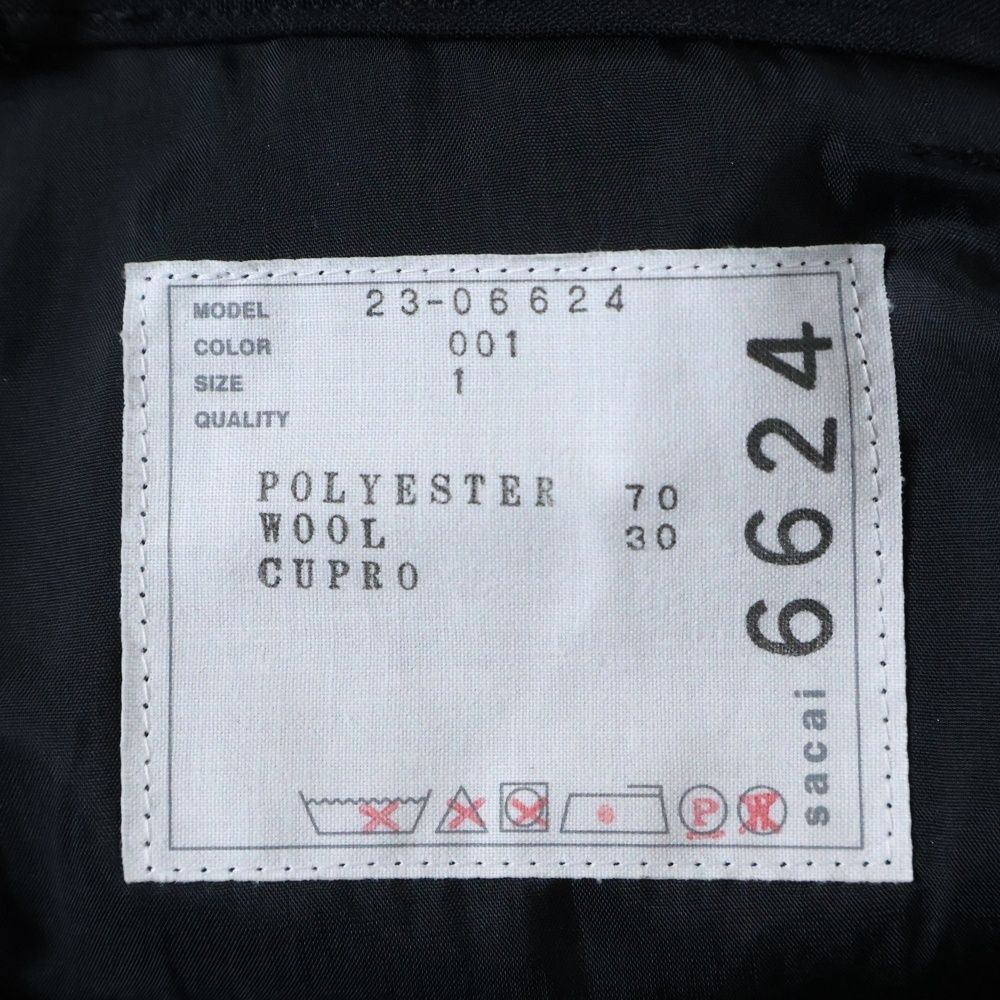 MODEL 23-06624
COLOR 001
SIZE 1
QUALITY
POLYESTER 70
WOOL 30
CUPRO
P W
sacai 6624